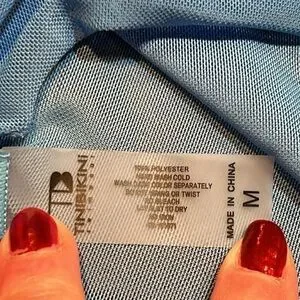 TB
TINIBIKINI
100% POLYESTER
HAND WASH COLD
WASH DARK COLOR SEPARATELY
DO NOT WRING OR TWIST
NO BLEACH
LAY FLAT TO DRY
NO IRON
MADE IN CHINA
M